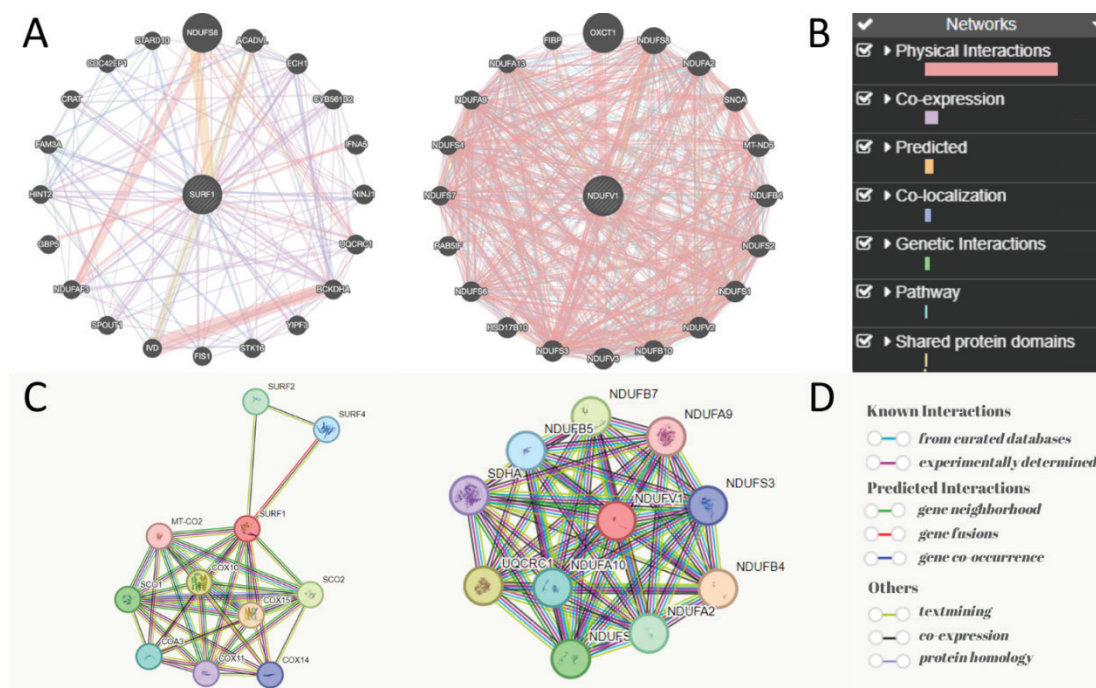 A
NDUFS8
ACADVL
ECH1
CYB561D2
IFNA5
NINJ1
UQCRC1
BCKDHA
YIPF3
STK16
FIS1
IVD
SPOUT1
NDUFAF3
GBP5
HINT2
FAM3A
CRAT
CDC42EP1
STARD10
SURF1
OXCT1
NDUFS8
NDUFA2
SNCA
MT-ND5
NDUFB4
NDUFS2
NDUFS1
NDUFV2
NDUFB10
NDUFV3
NDUFS3
HSD17B10
NDUFS6
RAB5IF
NDUFS7
NDUFS4
NDUFA9
NDUFA13
FIBP
NDUFV1
B
Networks
Physical Interactions
Co-expression
Predicted
Co-localization
Genetic Interactions
Pathway
Shared protein domains
C
SURF2
SURF4
SURF1
MT-CO2
COX10
SCO1
SCO2
COX15
COA3
COX11
COX14
NDUFB7
NDUFB5
NDUFA9
SDHA
NDUFS3
NDUFV1
UQCRC1
NDUFA10
NDUFB4
NDUFA2
NDUFS
D
Known Interactions
from curated databases
experimentally determined
Predicted Interactions
gene neighborhood
gene fusions
gene co-occurrence
Others
textmining
co-expression
protein homology